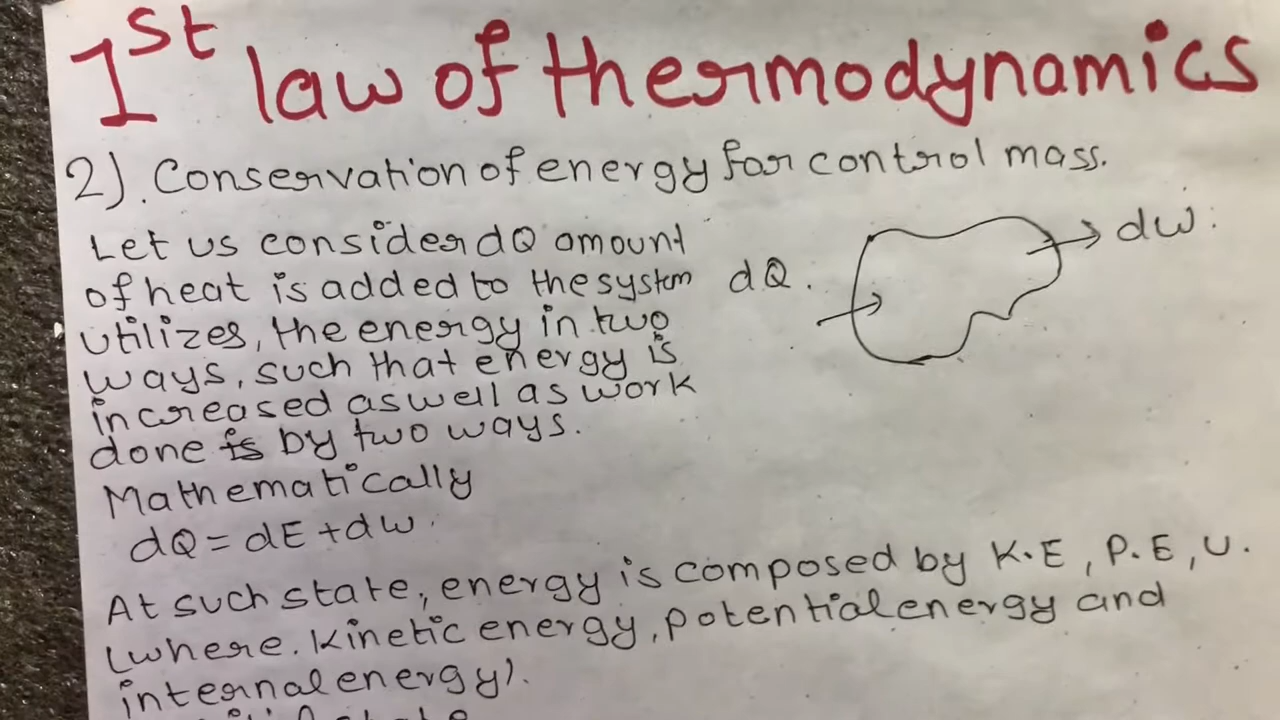 1st law of thermodynamics
2). Conservation of energy for control mass.
Let us consider dQ amount
of heat is added to the system
utilizes, the energy in two
ways, such that energy is
increased aswell as work
done is by two ways.
dQ.
dw.
Mathematically
dQ = dE + dw.
At such state, energy is composed by K.E, P.E, U.
(where. Kinetic energy, potential energy and
internal energy).